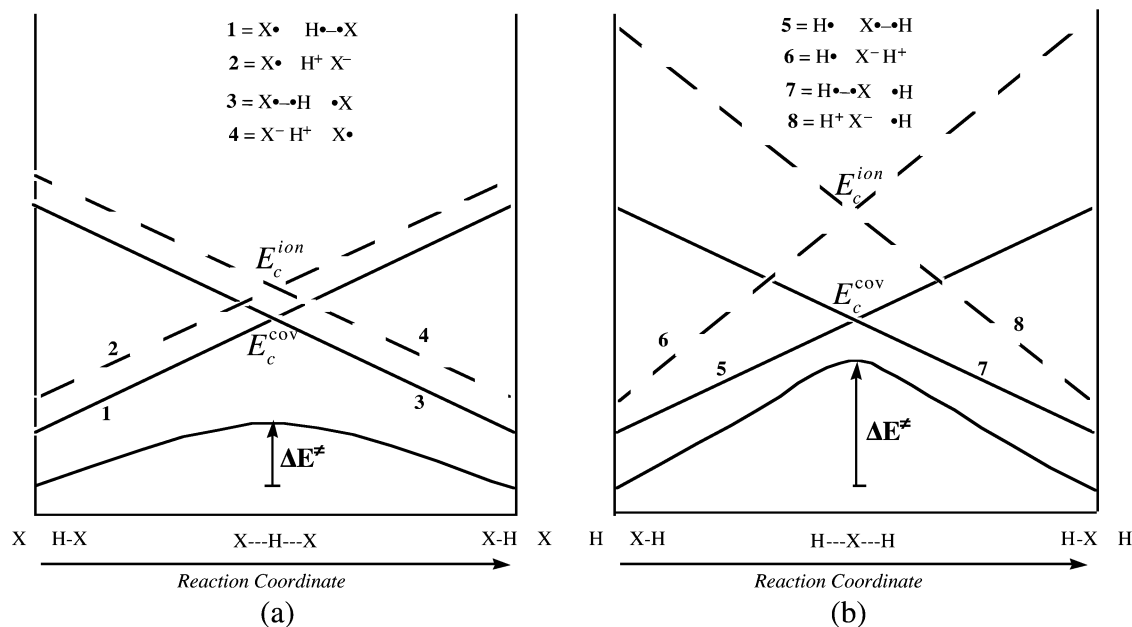 1 = X• H•–•X
2 = X• H⁺ X⁻
3 = X•–•H •X
4 = X⁻ H⁺ X•
E_c^{ion}
E_c^{cov}
2
4
1
3
ΔE≠
X H-X X---H---X X-H X
Reaction Coordinate
(a)
5 = H• X•–•H
6 = H• X⁻ H⁺
7 = H•–•X •H
8 = H⁺ X⁻ •H
E_c^{ion}
E_c^{cov}
6
8
5
7
ΔE≠
H X-H H---X---H H-X H
Reaction Coordinate
(b)